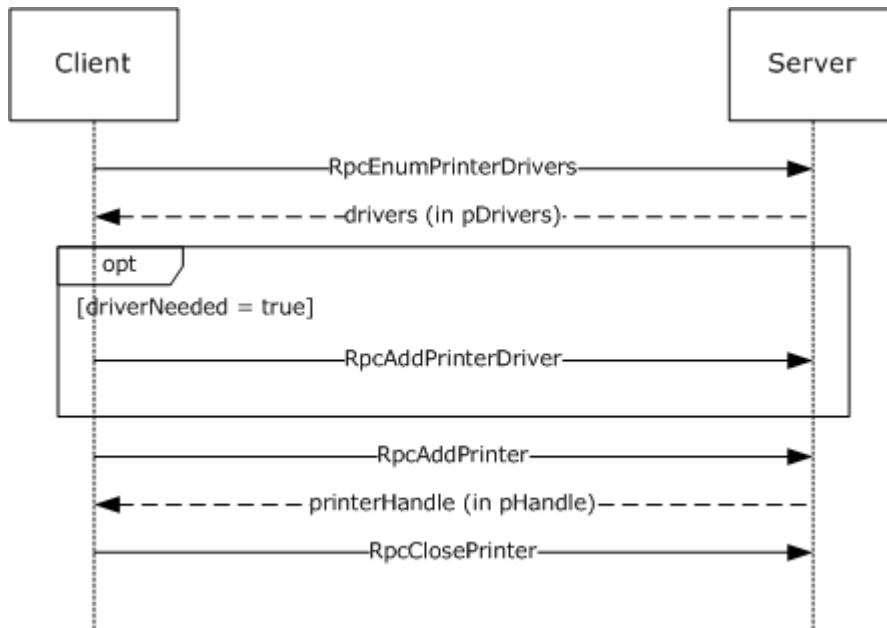 Client
Server
RpcEnumPrinterDrivers
drivers (in pDrivers)
opt
[driverNeeded = true]
RpcAddPrinterDriver
RpcAddPrinter
printerHandle (in pHandle)
RpcClosePrinter